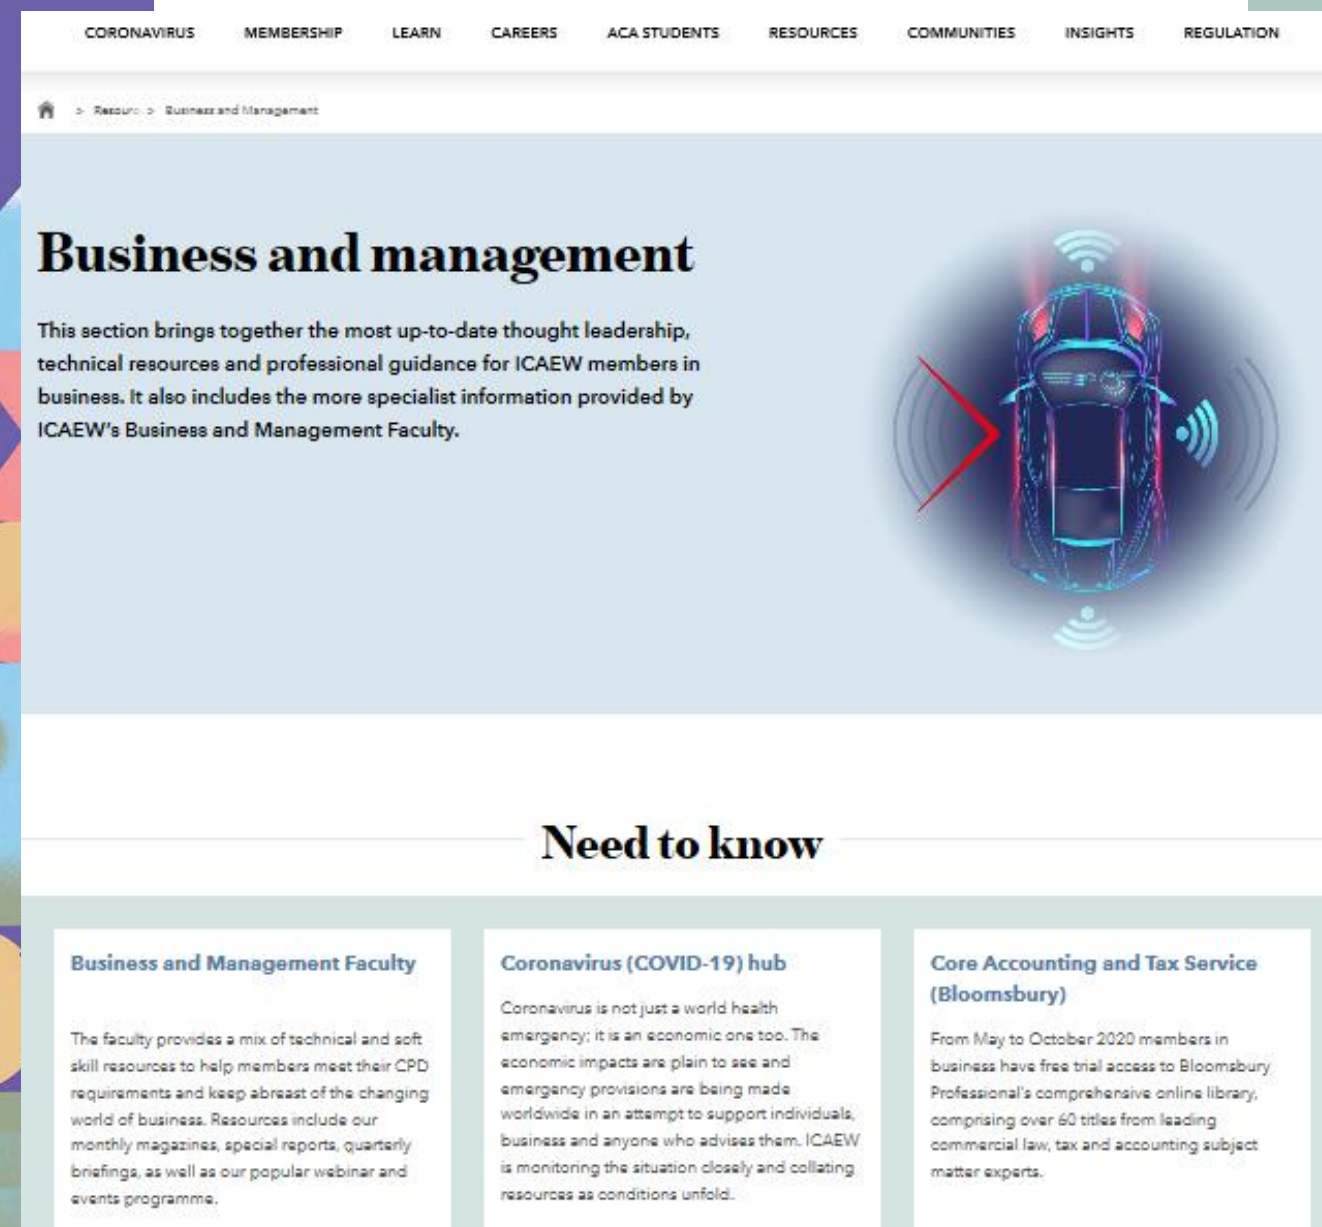 CORONAVIRUS MEMBERSHIP LEARN CAREERS ACA STUDENTS RESOURCES COMMUNITIES INSIGHTS REGULATION
> Resourc > Business and Management
Business and management
This section brings together the most up-to-date thought leadership,
technical resources and professional guidance for ICAEW members in
business. It also includes the more specialist information provided by
ICAEW's Business and Management Faculty.
Need to know
Business and Management Faculty
The faculty provides a mix of technical and soft
skill resources to help members meet their CPD
requirements and keep abreast of the changing
world of business. Resources include our
monthly magazines, special reports, quarterly
briefings, as well as our popular webinar and
events programme.
Coronavirus (COVID-19) hub
Coronavirus is not just a world health
emergency; it is an economic one too. The
economic impacts are plain to see and
emergency provisions are being made
worldwide in an attempt to support individuals,
business and anyone who advises them. ICAEW
is monitoring the situation closely and collating
resources as conditions unfold.
Core Accounting and Tax Service
(Bloomsbury)
From May to October 2020 members in
business have free trial access to Bloomsbury
Professional's comprehensive online library,
comprising over 60 titles from leading
commercial law, tax and accounting subject
matter experts.